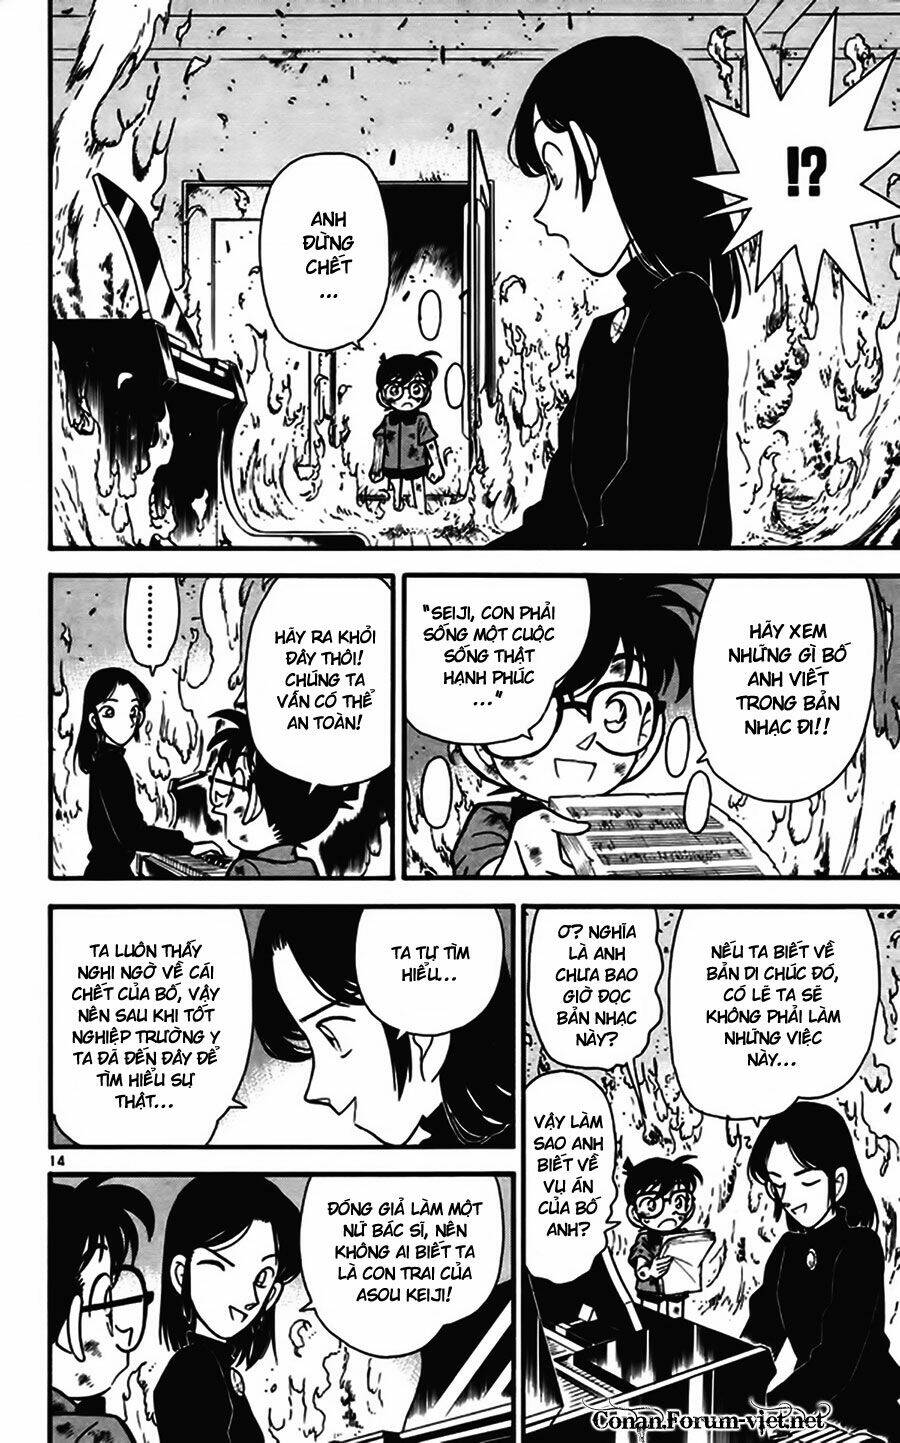 !?
ANH
ĐỪNG
CHẾT
...
HÃY XEM
NHỮNG GÌ BỐ
ANH VIẾT
TRONG BẢN
NHẠC ĐI!!
"SEIJI, CON PHẢI
SỐNG MỘT CUỘC
SỐNG THẬT
HẠNH PHÚC
..."
HÃY RA KHỎI
ĐÂY THÔI!
CHÚNG TA
VẪN CÓ THỂ
AN TOÀN!
........
NẾU TA BIẾT VỀ
BẢN DI CHÚC ĐÓ,
CÓ LẼ TA SẼ
KHÔNG PHẢI LÀM
NHỮNG VIỆC
NÀY...
Ơ? NGHĨA
LÀ ANH
CHƯA BAO
GIỜ ĐỌC
BẢN NHẠC
NÀY?
VẬY LÀM
SAO ANH
BIẾT VỀ
VỤ ÁN
CỦA BỐ
ANH?
TA TỰ TÌM
HIỂU...
TA LUÔN THẤY
NGHI NGỜ VỀ CÁI
CHẾT CỦA BỐ, VẬY
NÊN SAU KHI TỐT
NGHIỆP TRƯỜNG Y
TA ĐÃ ĐẾN ĐÂY ĐỂ
TÌM HIỂU SỰ
THẬT...
14
ĐÓNG GIẢ LÀM MỘT
NỮ BÁC SĨ, NÊN
KHÔNG AI BIẾT TA
LÀ CON TRAI CỦA
ASOU KEIJI!
Conan.Forum-viet.net